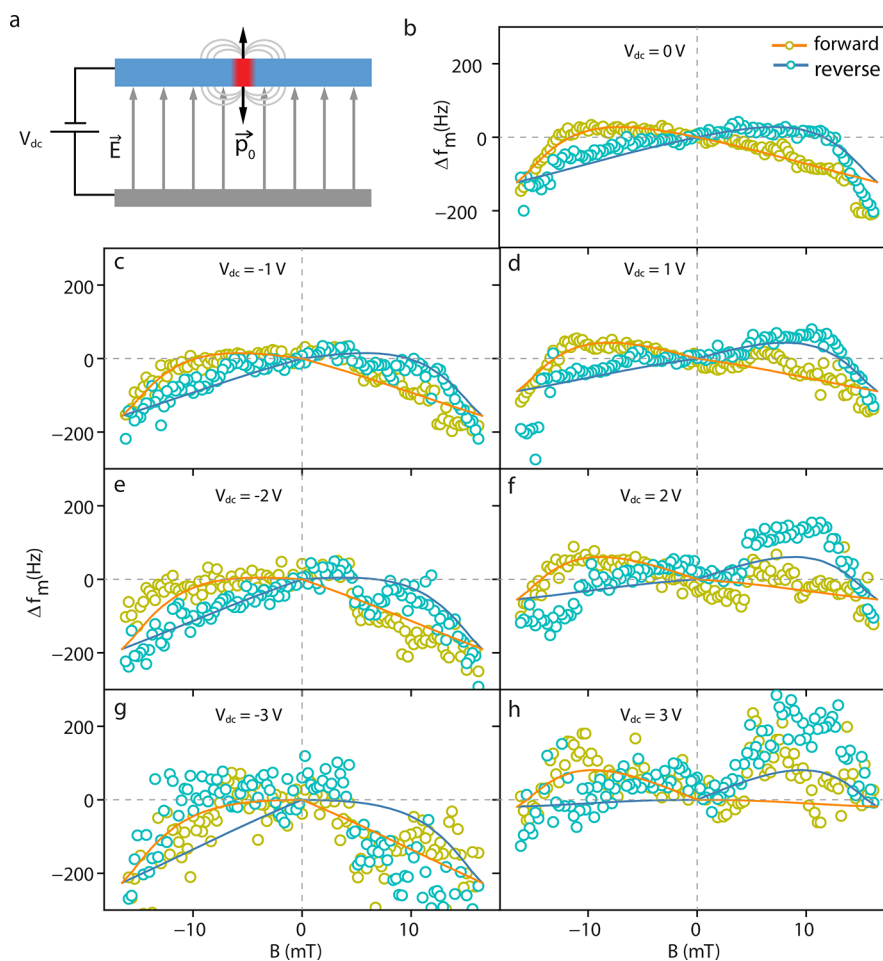 a
V_dc
E⃗
p⃗_0
b
V_dc = 0 V
forward
reverse
200
0
−200
Δf_m(Hz)
c
V_dc = -1 V
200
0
−200
d
V_dc = 1 V
e
V_dc = -2 V
200
0
−200
Δf_m(Hz)
f
V_dc = 2 V
g
V_dc = -3 V
200
0
−200
h
V_dc = 3 V
−10
0
10
B (mT)
−10
0
10
B (mT)